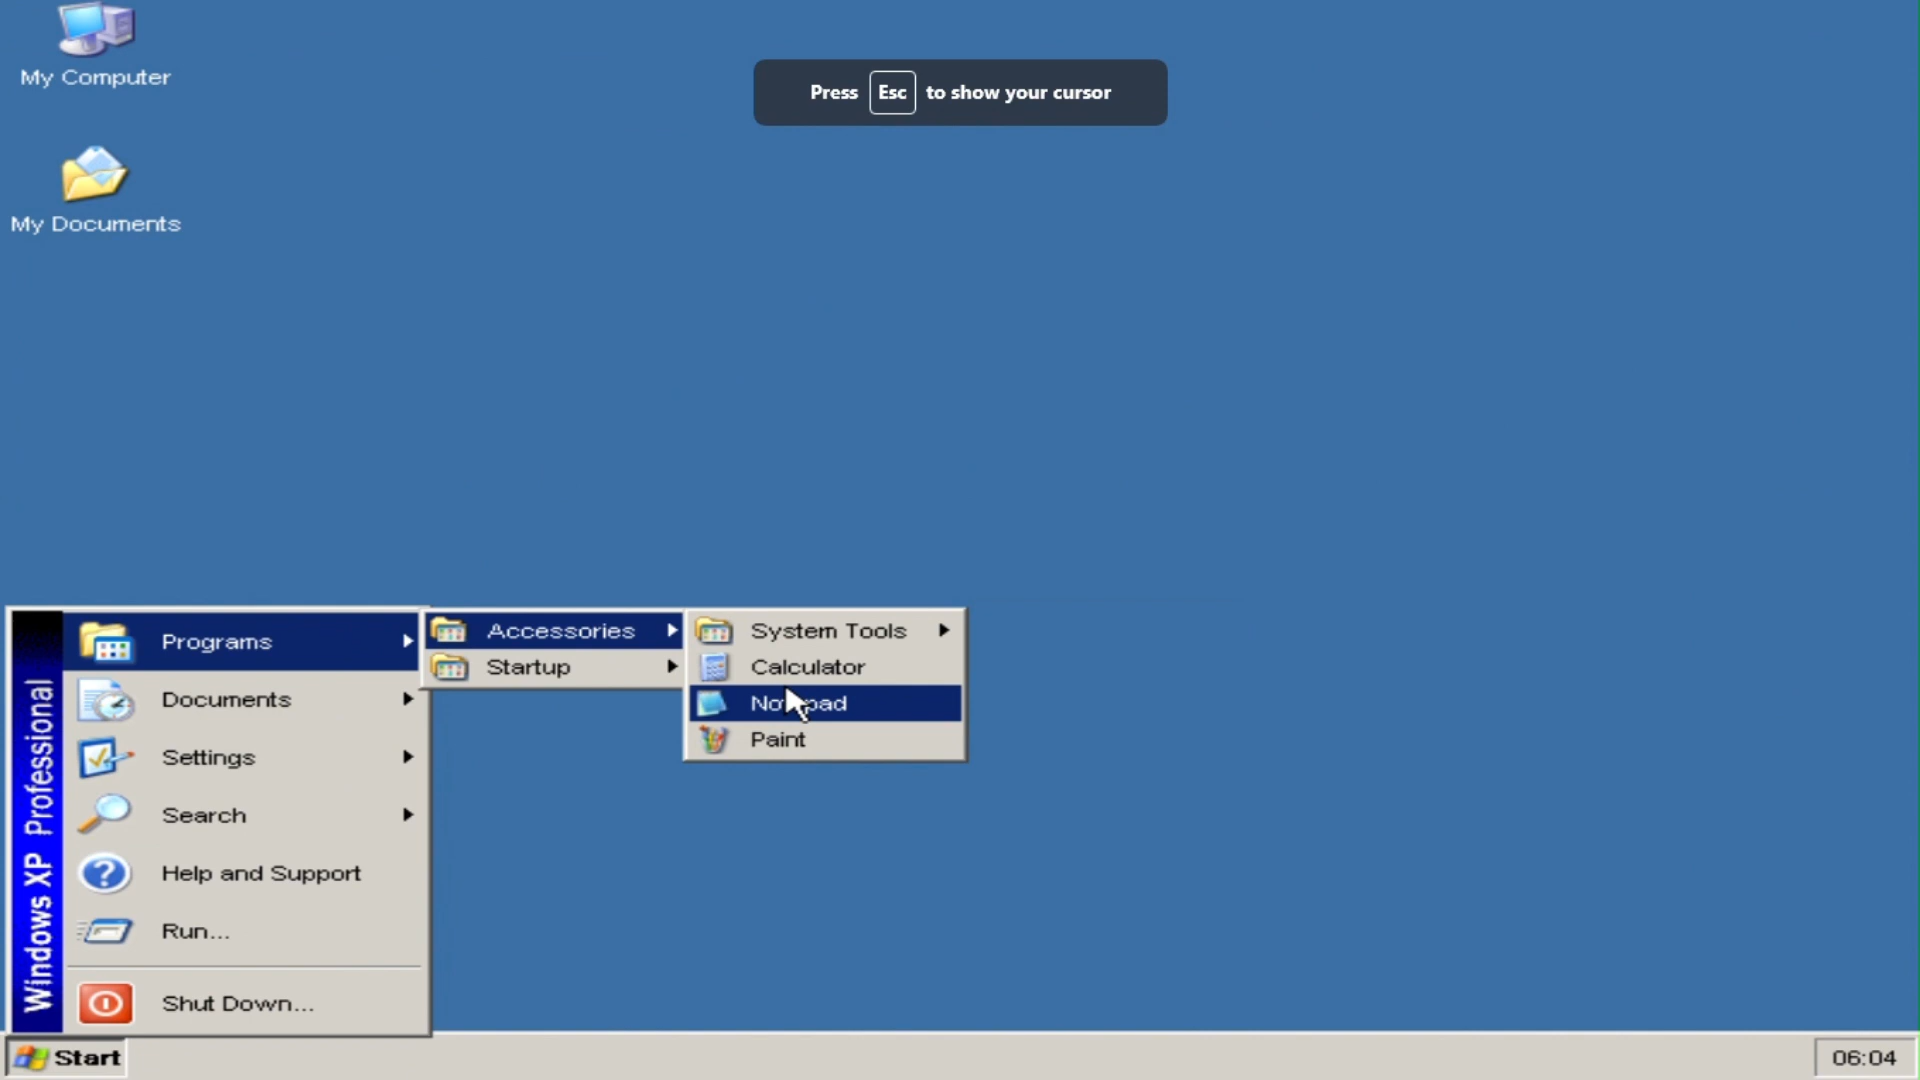 My Computer
Press Esc to show your cursor
My Documents
Programs
Documents
Settings
Search
Help and Support
Run...
Shut Down...
Windows XP Professional
Accessories
Startup
System Tools
Calculator
Paint
Start
06:04